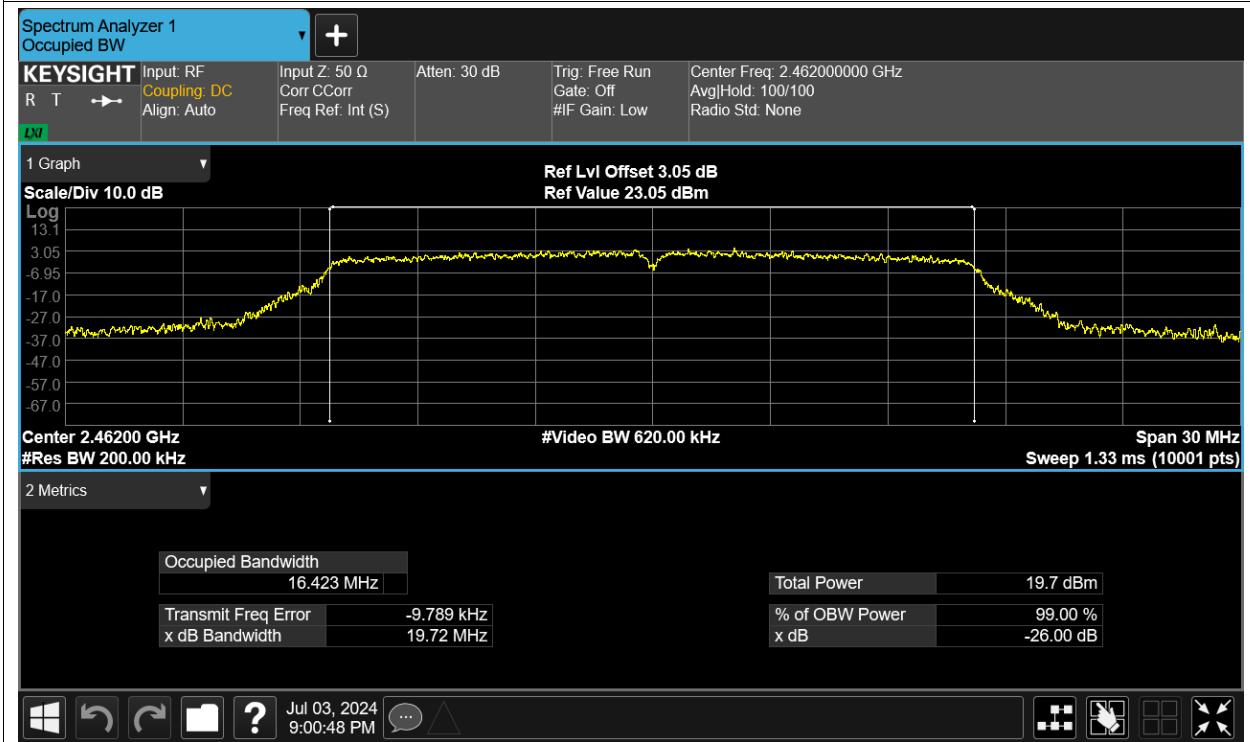 Spectrum Analyzer 1
Occupied BW
+
KEYSIGHT
R T
LXI
Input: RF
Coupling: DC
Align: Auto
Input Z: 50 Ω
Corr CCorr
Freq Ref: Int (S)
Atten: 30 dB
Trig: Free Run
Gate: Off
#IF Gain: Low
Center Freq: 2.462000000 GHz
Avg|Hold: 100/100
Radio Std: None
1 Graph
Scale/Div 10.0 dB
Ref Lvl Offset 3.05 dB
Ref Value 23.05 dBm
Log
13.1
3.05
-6.95
-17.0
-27.0
-37.0
-47.0
-57.0
-67.0
Center 2.46200 GHz
#Video BW 620.00 kHz
Span 30 MHz
#Res BW 200.00 kHz
Sweep 1.33 ms (10001 pts)
2 Metrics
Occupied Bandwidth
16.423 MHz
Total Power 19.7 dBm
Transmit Freq Error -9.789 kHz
% of OBW Power 99.00 %
x dB Bandwidth 19.72 MHz
x dB -26.00 dB
?
Jul 03, 2024
9:00:48 PM